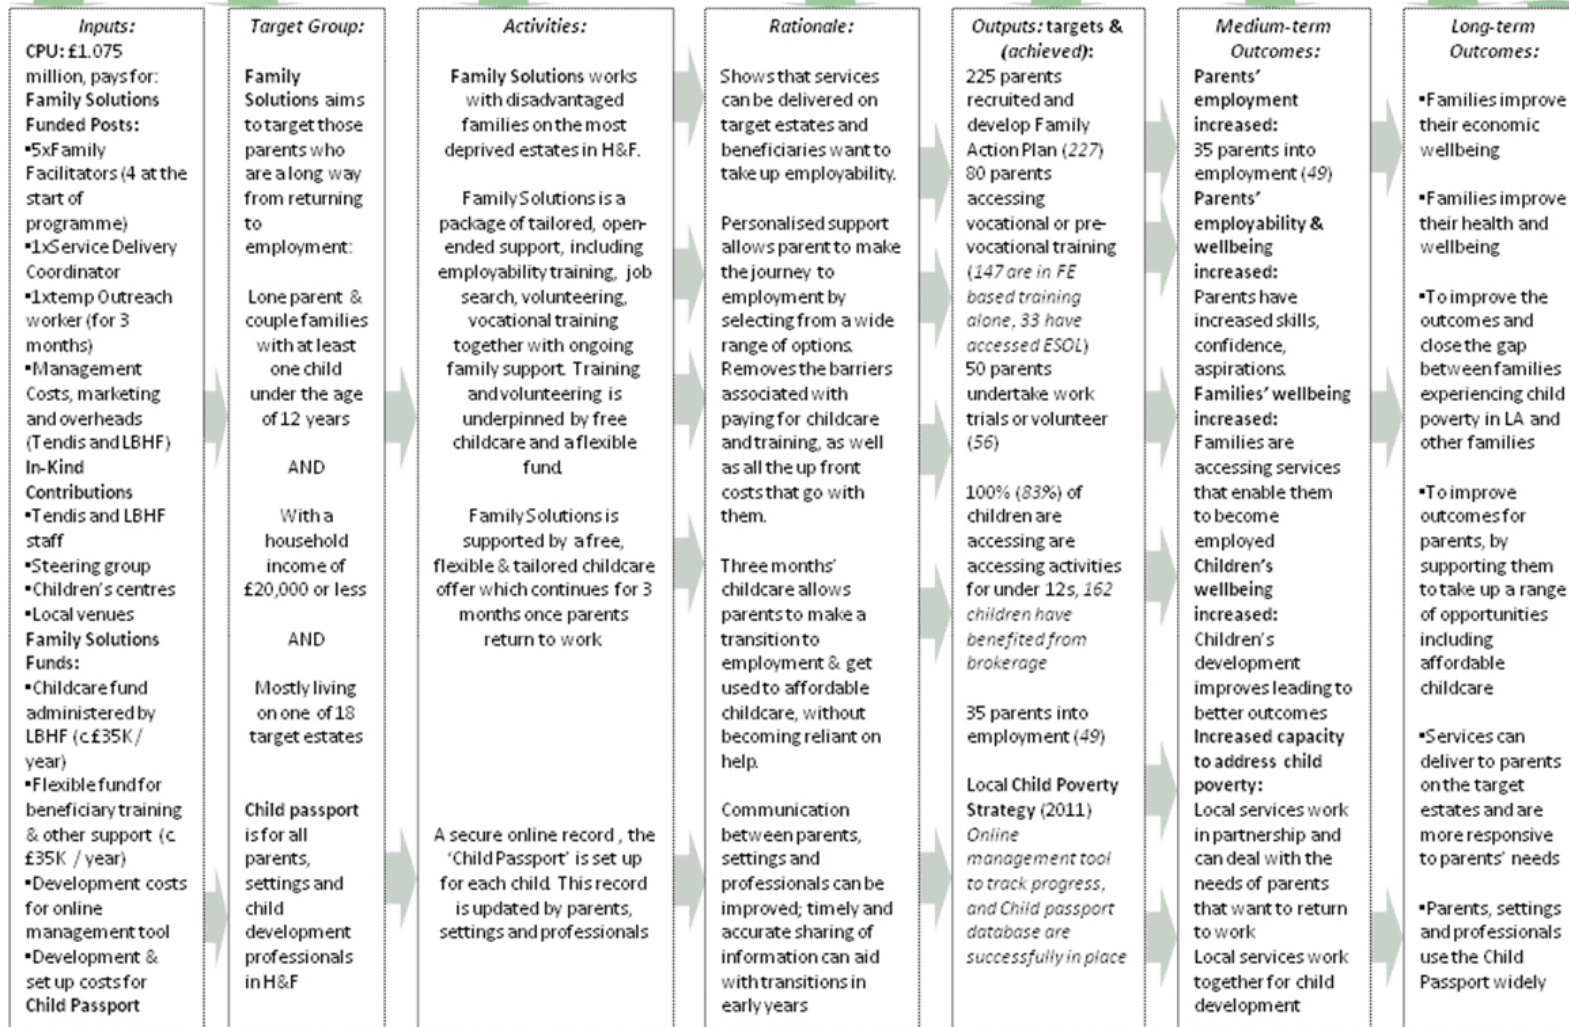 Inputs:
CPU: £1.075
million, pays for:
Family Solutions
Funded Posts:
▪5xFamily
Facilitators (4 at the
start of
programme)
▪1xService Delivery
Coordinator
▪1xtemp Outreach
worker (for 3
months)
▪Management
Costs, marketing
and overheads
(Tendis and LBHF)
In-Kind
Contributions
▪Tendis and LBHF
staff
▪Steering group
▪Children's centres
▪Local venues
Family Solutions
Funds:
▪Childcare fund
administered by
LBHF (c.£35K /
year)
▪Flexible fund for
beneficiary training
& other support (c
£35K / year)
▪Development costs
for online
management tool
▪Development &
set up costs for
Child Passport
Target Group:
Family
Solutions aims
to target those
parents who
are a long way
from returning
to
employment:
Lone parent &
couple families
with at least
one child
under the age
of 12 years
AND
With a
household
income of
£20,000 or less
AND
Mostly living
on one of 18
target estates
Child passport
is for all
parents,
settings and
child
development
professionals
in H&F
Activities:
Family Solutions works
with disadvantaged
families on the most
deprived estates in H&F.
Family Solutions is a
package of tailored, open-
ended support, including
employability training, job
search, volunteering,
vocational training
together with ongoing
family support. Training
and volunteering is
underpinned by free
childcare and a flexible
fund.
Family Solutions is
supported by a free,
flexible & tailored childcare
offer which continues for 3
months once parents
return to work
A secure online record , the
'Child Passport' is set up
for each child. This record
is updated by parents,
settings and professionals
Rationale:
Shows that services
can be delivered on
target estates and
beneficiaries want to
take up employability.
Personalised support
allows parent to make
the journey to
employment by
selecting from a wide
range of options.
Removes the barriers
associated with
paying for childcare
and training, as well
as all the up front
costs that go with
them.
Three months'
childcare allows
parents to make a
transition to
employment & get
used to affordable
childcare, without
becoming reliant on
help.
Communication
between parents,
settings and
professionals can be
improved; timely and
accurate sharing of
information can aid
with transitions in
early years
Outputs: targets &
(achieved):
225 parents
recruited and
develop Family
Action Plan (227)
80 parents
accessing
vocational or pre-
vocational training
(147 are in FE
based training
alone, 33 have
accessed ESOL)
50 parents
undertake work
trials or volunteer
(56)
100% (83%) of
children are
accessing are
accessing activities
for under 12s, 162
children have
benefited from
brokerage
35 parents into
employment (49)
Local Child Poverty
Strategy (2011)
Online
management tool
to track progress,
and Child passport
database are
successfully in place
Medium-term
Outcomes:
Parents'
employment
increased:
35 parents into
employment (49)
Parents'
employability &
wellbeing
increased:
Parents have
increased skills,
confidence,
aspirations.
Families' wellbeing
increased:
Families are
accessing services
that enable them
to become
employed
Children's
wellbeing
increased:
Children's
development
improves leading to
better outcomes
Increased capacity
to address child
poverty:
Local services work
in partnership and
can deal with the
needs of parents
that want to return
to work
Local services work
together for child
development
Long-term
Outcomes:
▪Families improve
their economic
wellbeing
▪Families improve
their health and
wellbeing
▪To improve the
outcomes and
close the gap
between families
experiencing child
poverty in LA and
other families
▪To improve
outcomes for
parents, by
supporting them
to take up a range
of opportunities
including
affordable
childcare
▪Services can
deliver to parents
on the target
estates and are
more responsive
to parents' needs
▪Parents, settings
and professionals
use the Child
Passport widely